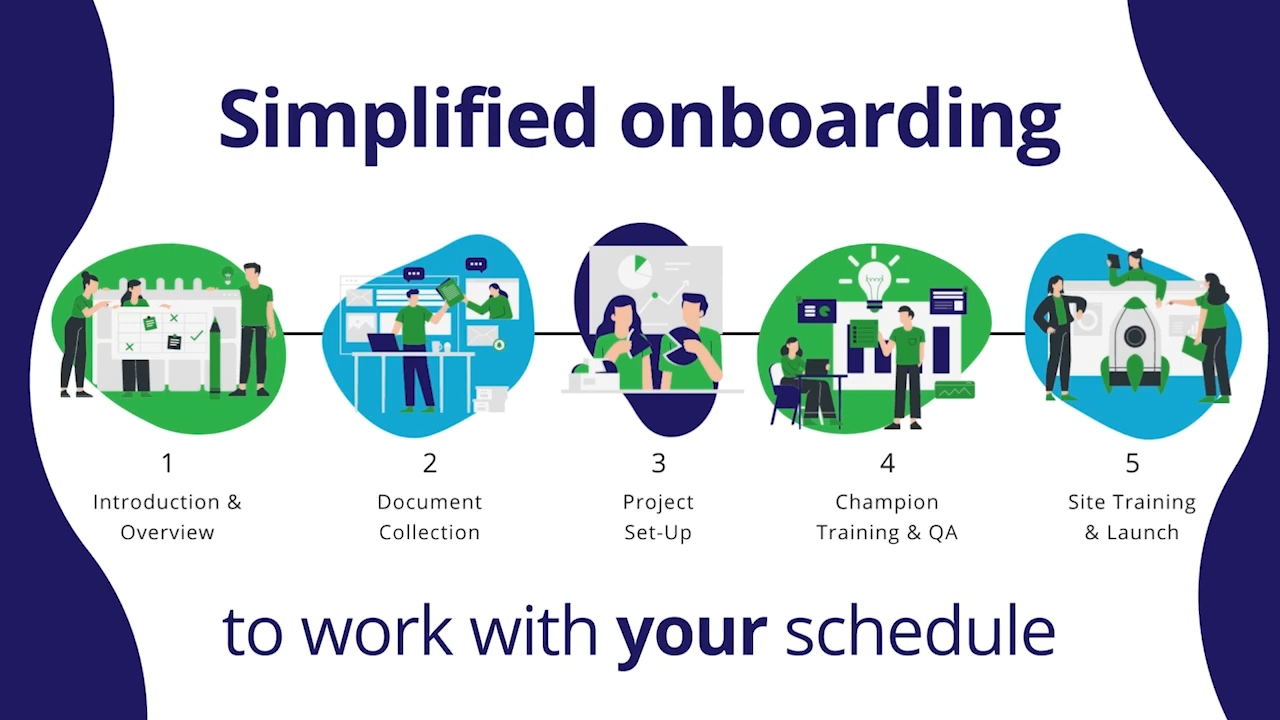 Simplified onboarding
1
Introduction &
Overview
2
Document
Collection
3
Project
Set-Up
4
Champion
Training & QA
5
Site Training
& Launch
to work with your schedule